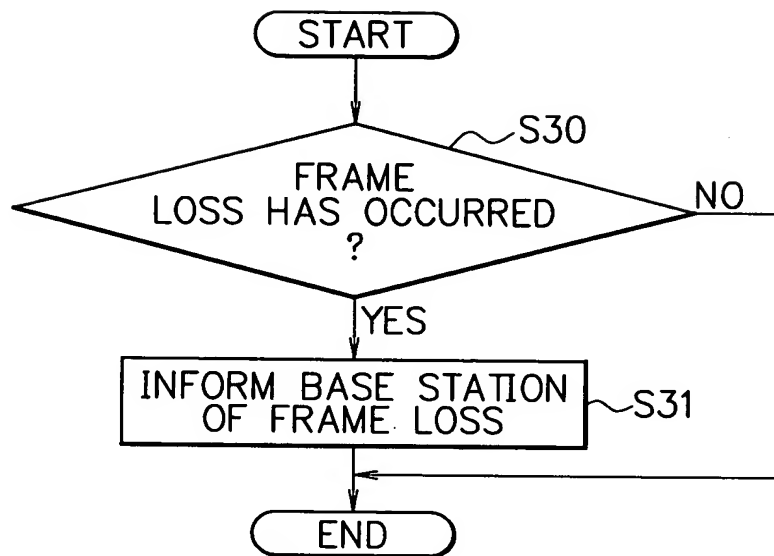 START
S30
FRAME
LOSS HAS OCCURRED
?
NO
YES
INFORM BASE STATION
OF FRAME LOSS
S31
END